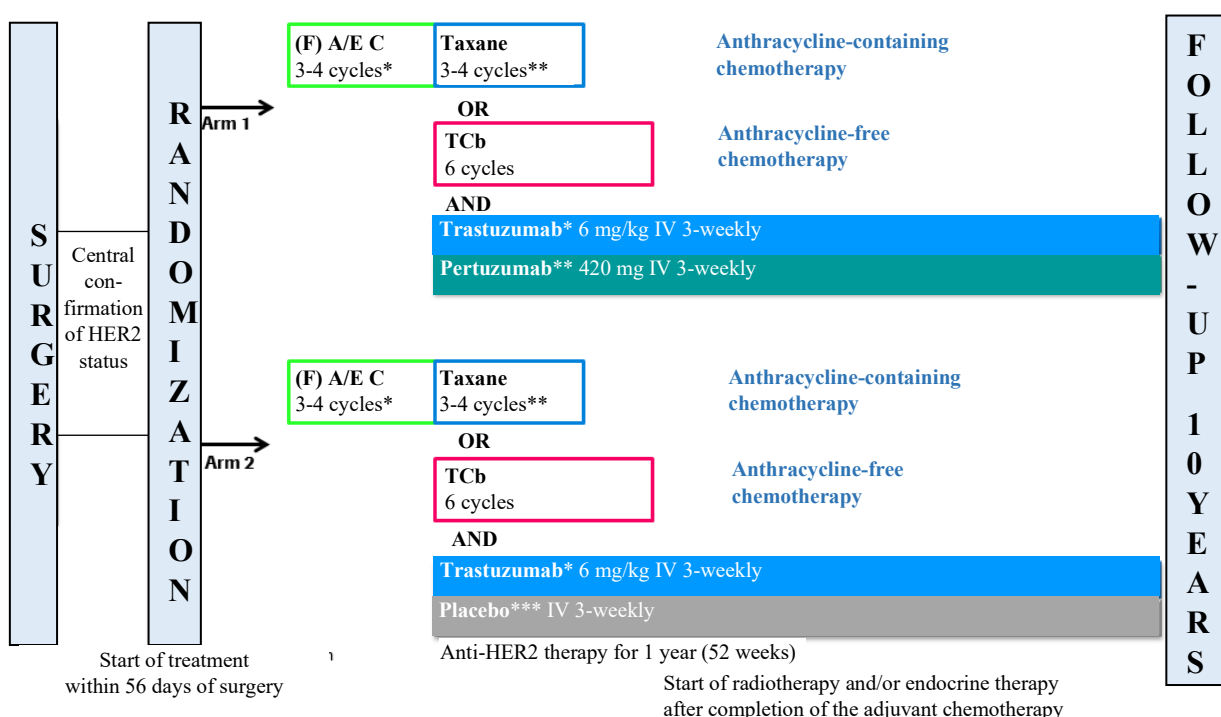 SURGERY
Central
con-
firmation
of HER2
status
RANDOMIZATION
Arm 1
(F) A/E C
3-4 cycles*
Taxane
3-4 cycles**
Anthracycline-containing
chemotherapy
OR
TCb
6 cycles
Anthracycline-free
chemotherapy
AND
Trastuzumab* 6 mg/kg IV 3-weekly
Pertuzumab** 420 mg IV 3-weekly
Arm 2
(F) A/E C
3-4 cycles*
Taxane
3-4 cycles**
Anthracycline-containing
chemotherapy
OR
TCb
6 cycles
Anthracycline-free
chemotherapy
AND
Trastuzumab* 6 mg/kg IV 3-weekly
Placebo*** IV 3-weekly
FOLLOW-UP 10YEARS
Start of treatment
within 56 days of surgery
Anti-HER2 therapy for 1 year (52 weeks)
Start of radiotherapy and/or endocrine therapy
after completion of the adjuvant chemotherapy